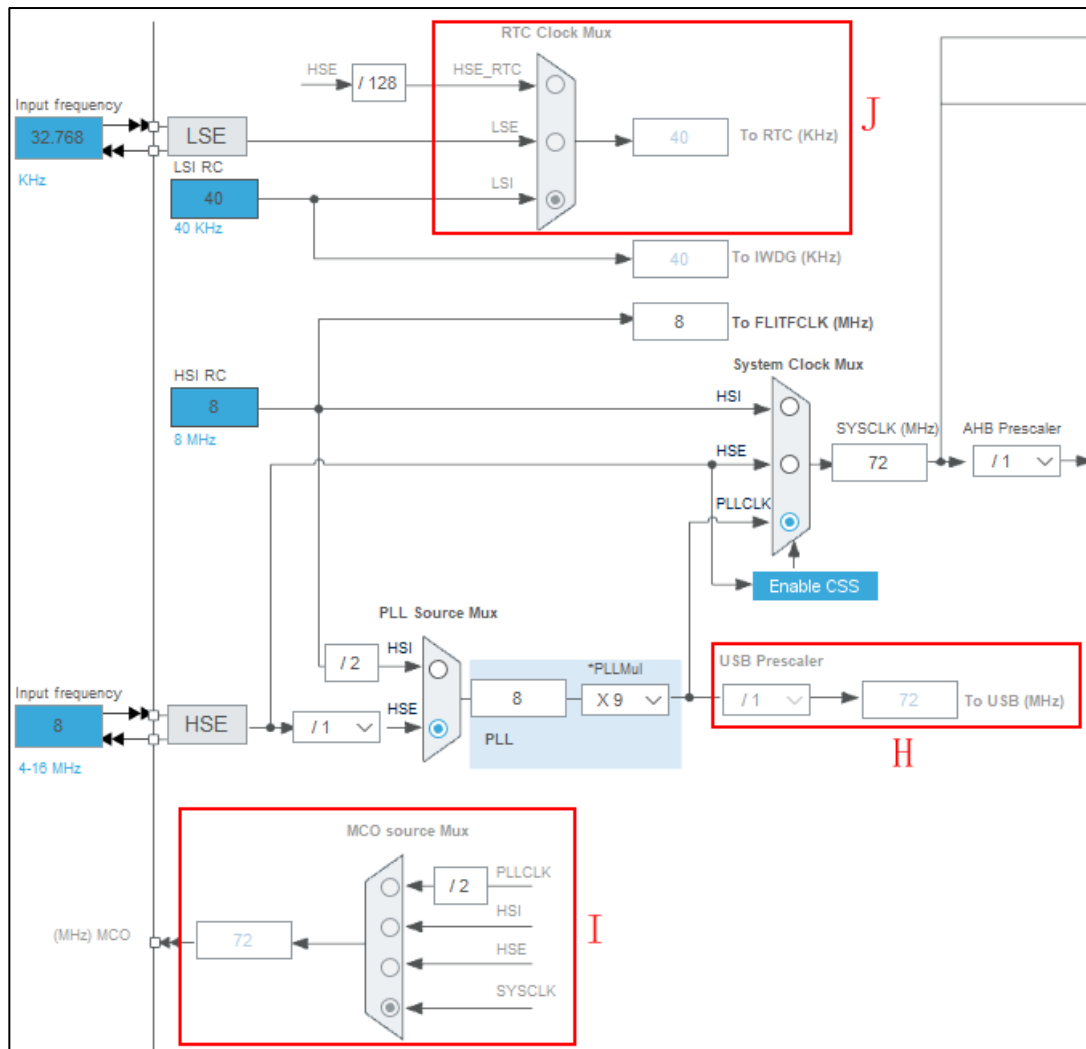 RTC Clock Mux
HSE
/ 128
HSE_RTC
J
Input frequency
32.768
LSE
LSE
40
To RTC (KHz)
KHz
LSI RC
LSI
40
40 KHz
40
To IWDG (KHz)
8
To FLITFCLK (MHz)
System Clock Mux
HSI RC
8
HSI
8 MHz
SYSCLK (MHz)
AHB Prescaler
HSE
72
/ 1
PLLCLK
Enable CSS
PLL Source Mux
HSI
/ 2
*PLLMul
USB Prescaler
Input frequency
8
HSE
/ 1
HSE
8
X 9
/ 1
72
To USB (MHz)
PLL
4-16 MHz
H
MCO source Mux
PLLCLK
/ 2
HSI
I
(MHz) MCO
72
HSE
SYSCLK